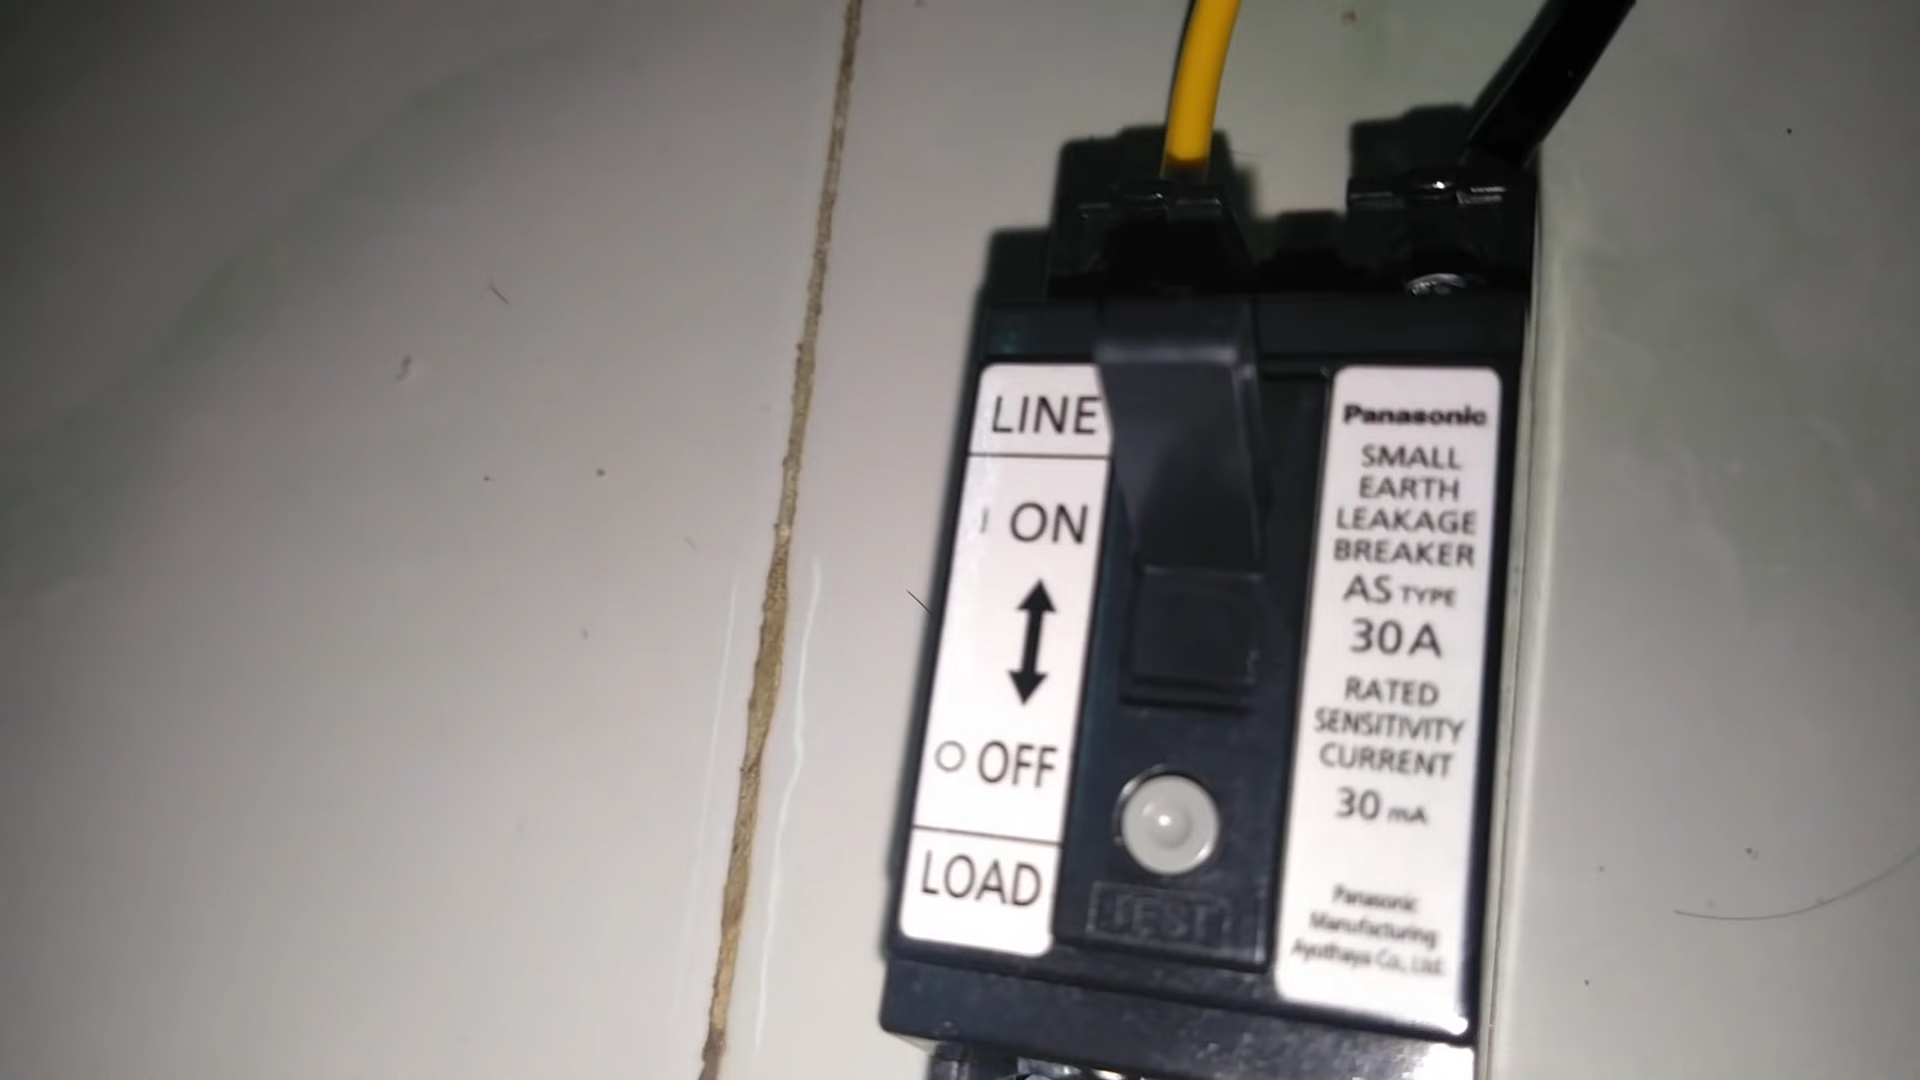 LINE
I ON
O OFF
LOAD
TEST
Panasonic
SMALL
EARTH
LEAKAGE
BREAKER
AS TYPE
30A
RATED
SENSITIVITY
CURRENT
30 mA
Panasonic
Manufacturing
Ayuthaya Co., Ltd.